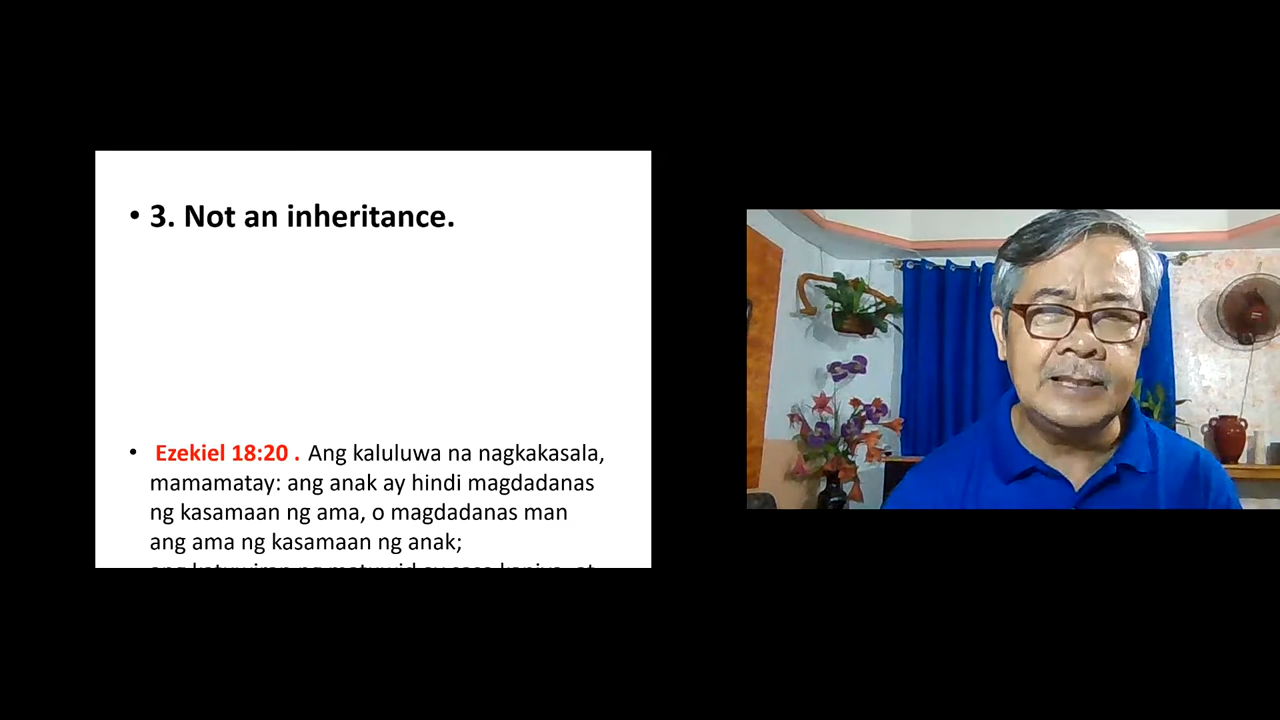 • 3. Not an inheritance.
• Ezekiel 18:20 . Ang kaluluwa na nagkakasala,
mamamatay: ang anak ay hindi magdadanas
ng kasamaan ng ama, o magdadanas man
ang ama ng kasamaan ng anak;